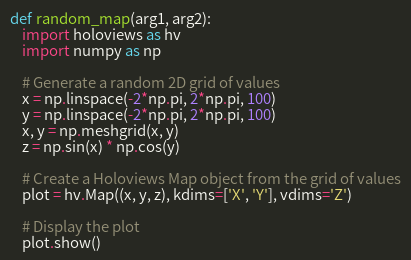 def random_map(arg1, arg2):
    import holoviews as hv
    import numpy as np

    # Generate a random 2D grid of values
    x = np.linspace(-2*np.pi, 2*np.pi, 100)
    y = np.linspace(-2*np.pi, 2*np.pi, 100)
    x, y = np.meshgrid(x, y)
    z = np.sin(x) * np.cos(y)

    # Create a Holoviews Map object from the grid of values
    plot = hv.Map((x, y, z), kdims=['X', 'Y'], vdims='Z')

    # Display the plot
    plot.show()